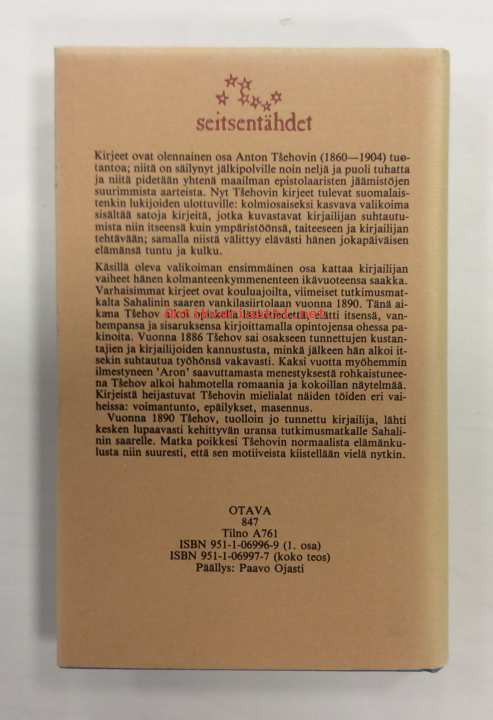 seitsentähdet
Kirjeet ovat olennainen osa Anton Tšehovin (1860—1904) tuo-
tantoa; niitä on säilynyt jälkipolville noin neljä ja puoli tuhatta
ja niitä pidetään yhtenä maailman epistolaaristen jäämistöjen
suurimmista aarteista. Nyt Tšehovin kirjeet tulevat suomalais-
tenkin lukijoiden ulottuville: kolmiosaiseksi kasvava valikoima
sisältää satoja kirjeitä, jotka kuvastavat kirjailijan suhtautu-
mista niin itseensä kuin ympäristöönsä, taiteeseen ja kirjailijan
tehtävään; samalla niistä välittyy elävästi hänen jokapäiväisen
elämänsä tuntu ja kulku.
Käsillä oleva valikoiman ensimmäinen osa kattaa kirjailijan
vaiheet hänen kolmanteenkymmenenteen ikävuoteensa saakka.
Varhaisimmat kirjeet ovat kouluajoilta, viimeiset tutkimusmat-
kalta Sahalinin saaren vankilasiirtolaan vuonna 1890. Tänä ai-
kana Tšehov ehti opiskella lääketiedettä, elätti itsensä, van-
hempansa ja sisaruksensa kirjoittamalla opintojensa ohessa pa-
kinoita. Vuonna 1886 Tšehov sai osakseen tunnettujen kustan-
tajien ja kirjailijoiden kannustusta, minkä jälkeen hän alkoi it-
sekin suhtautua työhönsä vakavasti. Kaksi vuotta myöhemmin
ilmestyneen 'Aron' saavuttamasta menestyksestä rohkaistunee-
na Tšehov alkoi hahmotella romaania ja kokoillan näytelmää.
Kirjeistä heijastuvat Tšehovin mielialat näiden töiden eri vai-
heissa: voimantunto, epäilykset, masennus.
Vuonna 1890 Tšehov, tuolloin jo tunnettu kirjailija, lähti
kesken lupaavasti kehittyvän uransa tutkimusmatkalle Sahali-
nin saarelle. Matka poikkesi Tšehovin normaalista elämänku-
lusta niin suuresti, että sen motiiveista kiistellään vielä nytkin.
OTAVA
847
Tilno A761
ISBN 951-1-06996-9 (1. osa)
ISBN 951-1-06997-7 (koko teos)
Päällys: Paavo Ojasti